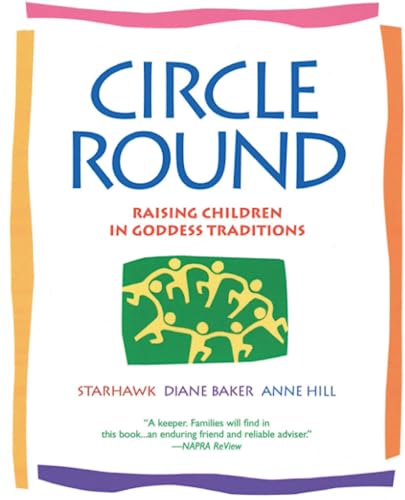 CIRCLE
ROUND
RAISING CHILDREN
IN GODDESS TRADITIONS
STARHAWK DIANE BAKER ANNE HILL
“A keeper. Families will find in
this book...an enduring friend and reliable adviser.”
—NAPRA ReView